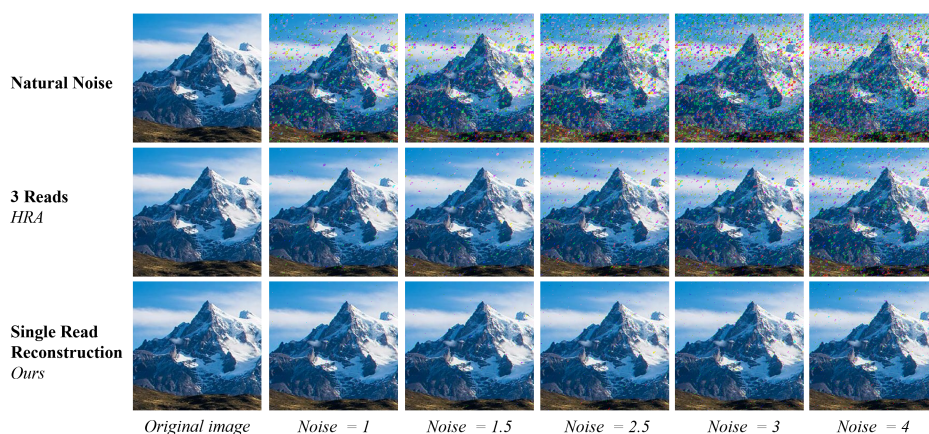 Natural Noise
3 Reads
HRA
Single Read
Reconstruction
Ours
Original image
Noise = 1
Noise = 1.5
Noise = 2.5
Noise = 3
Noise = 4